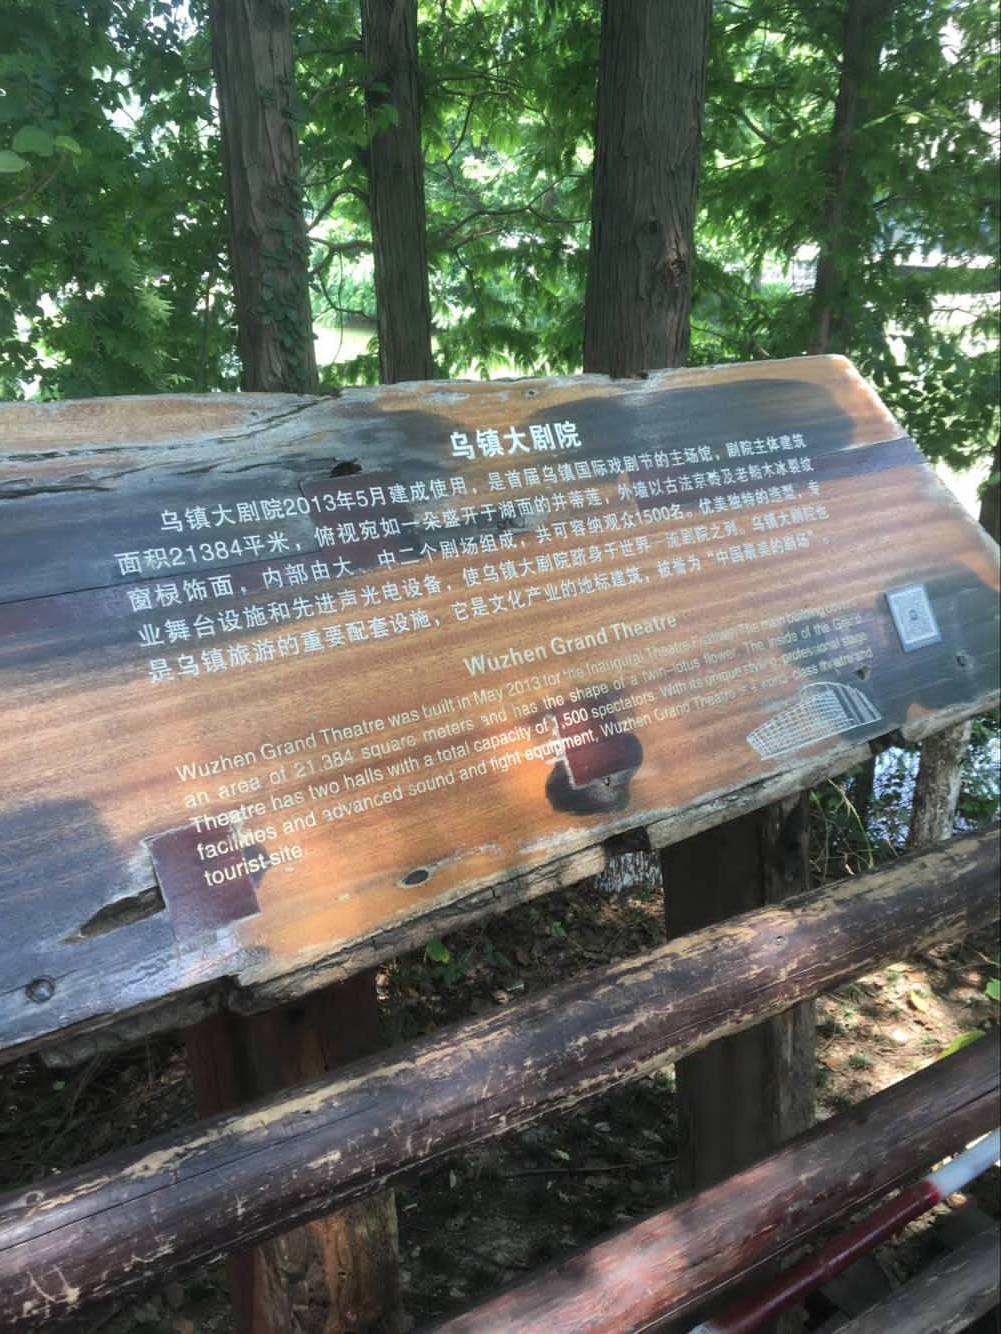 乌镇大剧院
乌镇大剧院2013年5月建成使用，是首届乌镇国际戏剧节的主场馆，剧院主体建筑
面积21384平米，俯视宛如一朵盛开于湖面的并蒂莲，外墙以古法京砖及老船木冰裂纹
窗棂饰面，内部由大、中二个剧场组成，共可容纳观众1500名。优美独特的造型，专
业舞台设施和先进声光电设备，使乌镇大剧院跻身于世界一流剧院之列。乌镇大剧院也
是乌镇旅游的重要配套设施，它是文化产业的地标建筑，被誉为“中国最美的剧场”。
Wuzhen Grand Theatre
Wuzhen Grand Theatre was built in May 2013 for the Inaugural Theatre Festival. The main building covers
an area of 21.384 square meters and has the shape of a twin-lotus flower. The inside of the Grand
Theatre has two halls with a total capacity of 1,500 spectators. With its unique style, professional stage
facilities and advanced sound and light equipment, Wuzhen Grand Theatre is a world class theatre and
tourist site.